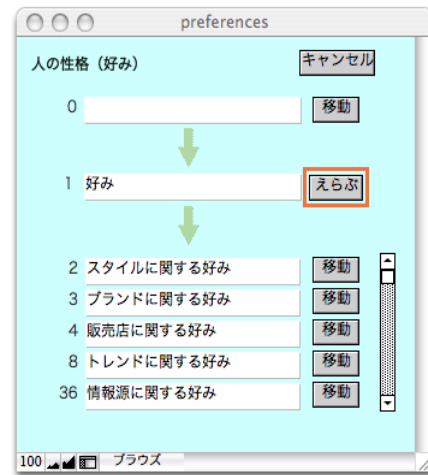 preferences
人の性格（好み） キャンセル
0 移動
1 好み えらぶ
2 スタイルに関する好み 移動
3 ブランドに関する好み 移動
4 販売店に関する好み 移動
8 トレンドに関する好み 移動
36 情報源に関する好み 移動
100 ブラウズ